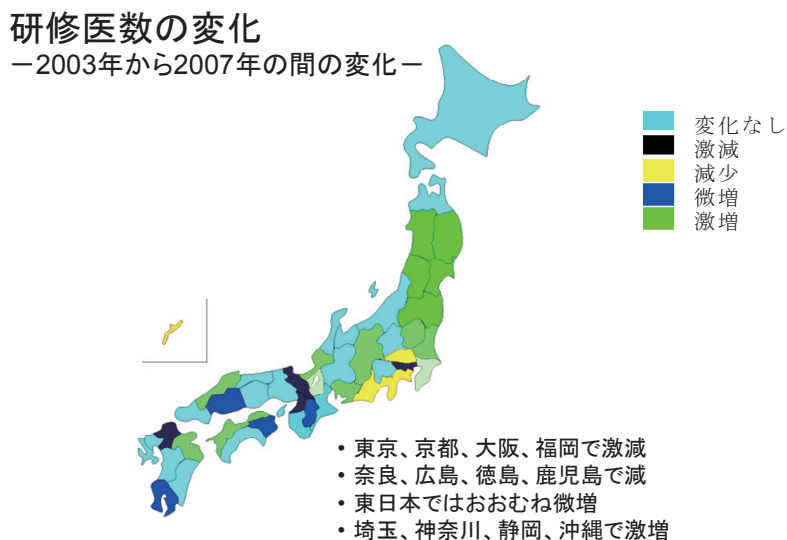 研修医数の変化
－2003年から2007年の間の変化－
変化なし
激減
減少
微増
激増
・東京、京都、大阪、福岡で激減
・奈良、広島、徳島、鹿児島で減
・東日本ではおおむね微増
・埼玉、神奈川、静岡、沖縄で激増